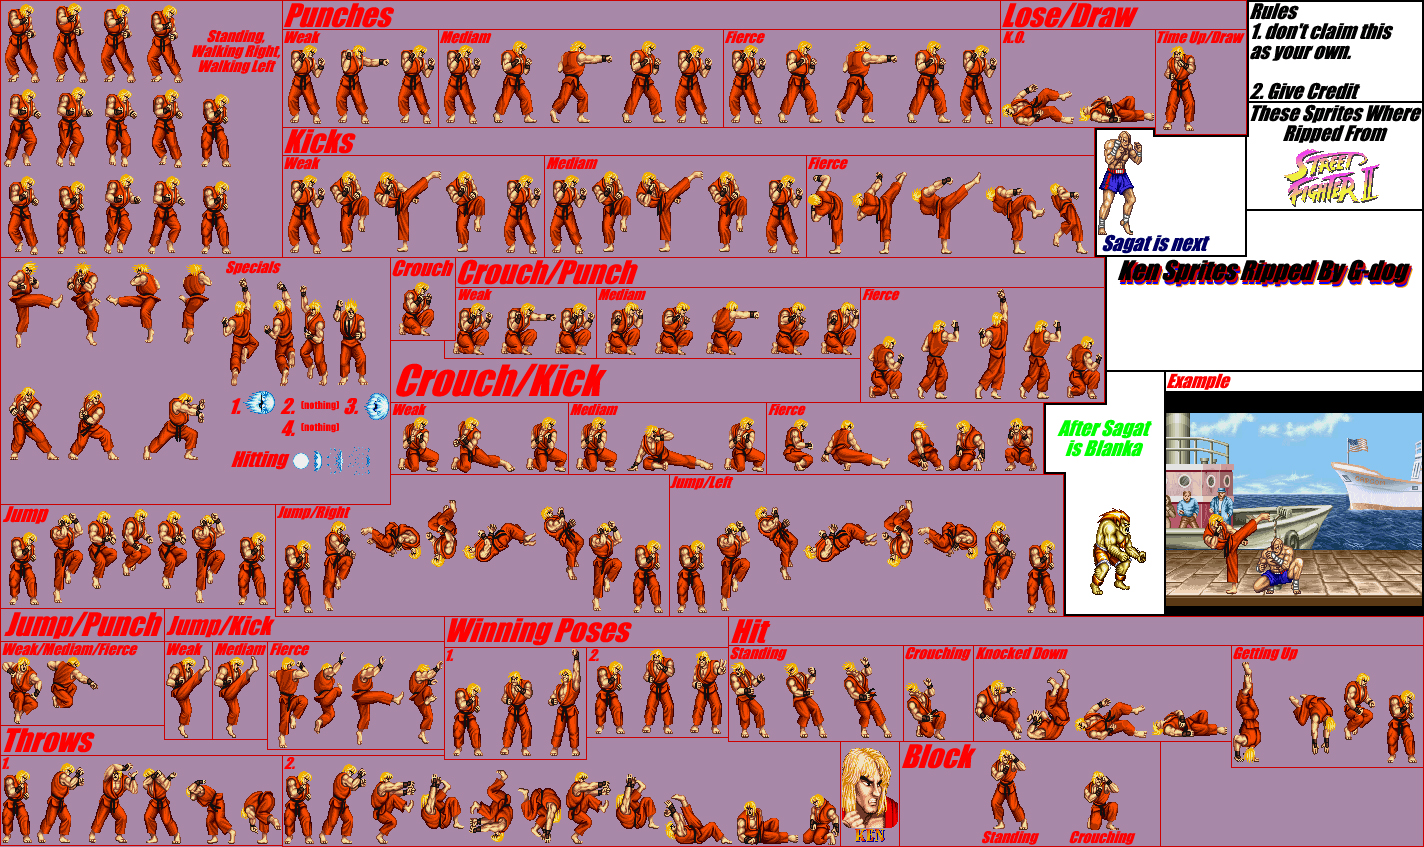 Punches
Lose/Draw
Rules
1. don't claim this
as your own.
2. Give Credit
Standing,
Walking Right,
Walking Left
Weak
Mediam
Fierce
K.O.
Time Up/Draw
These Sprites Where
Ripped From
STREET
FIGHTER II
Kicks
Weak
Mediam
Fierce
Sagat is next
Ken Sprites Ripped By G-dog
Specials
Crouch
Crouch/Punch
Weak
Mediam
Fierce
Crouch/Kick
Weak
Mediam
Fierce
Example
1.
2. (nothing)
3.
4. (nothing)
Hitting
After Sagat
is Blanka
Jump
Jump/Right
Jump/Left
Jump/Punch
Weak/Mediam/Fierce
Jump/Kick
Weak
Mediam
Fierce
Winning Poses
1.
2.
Hit
Standing
Crouching
Knocked Down
Getting Up
Throws
1.
2.
KEN
Block
Standing
Crouching